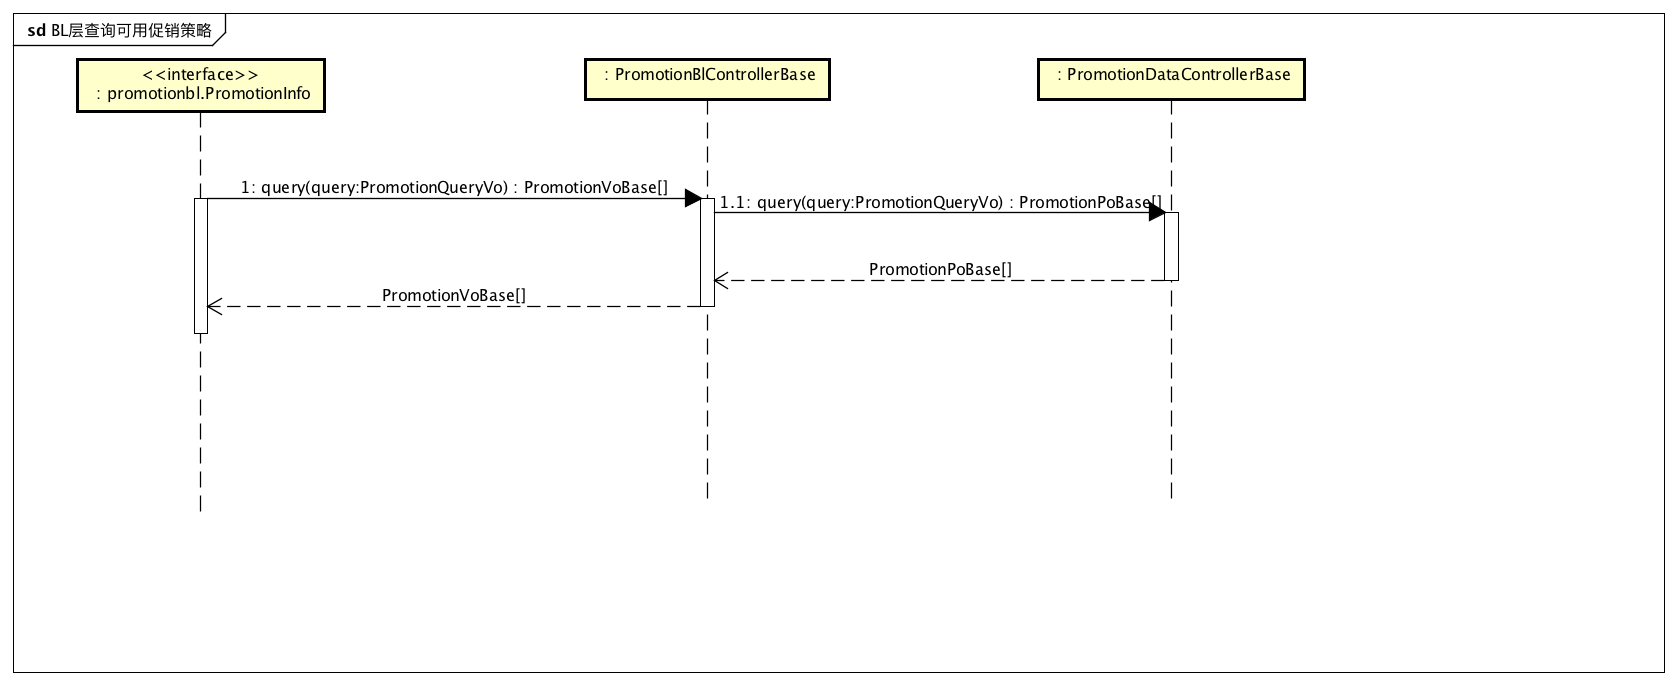 sd BL层查询可用促销策略
<<interface>>
: promotionbl.PromotionInfo
: PromotionBlControllerBase
: PromotionDataControllerBase
1: query(query:PromotionQueryVo) : PromotionVoBase[]
1.1: query(query:PromotionQueryVo) : PromotionPoBase[]
PromotionPoBase[]
PromotionVoBase[]